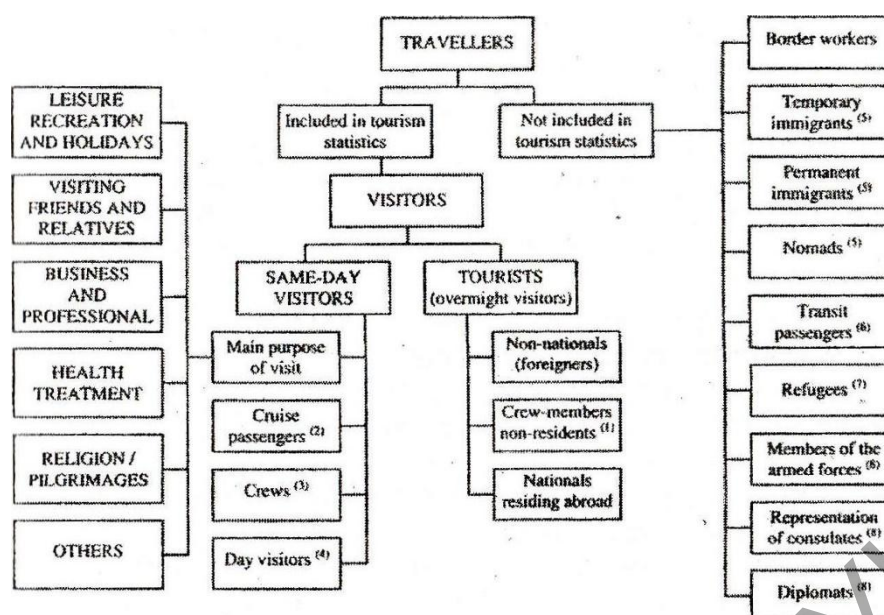 TRAVELLERS
Included in tourism
statistics
Not included in
tourism statistics
VISITORS
SAME-DAY
VISITORS
TOURISTS
(overnight visitors)
LEISURE
RECREATION
AND HOLIDAYS
VISITING
FRIENDS AND
RELATIVES
BUSINESS
AND
PROFESSIONAL
HEALTH
TREATMENT
RELIGION /
PILGRIMAGES
OTHERS
Main purpose
of visit
Cruise
passengers (2)
Crews (3)
Day visitors (4)
Non-nationals
(foreigners)
Crew-members
non-residents (1)
Nationals
residing abroad
Border workers
Temporary
immigrants (5)
Permanent
immigrants (5)
Nomads (5)
Transit
passengers (6)
Refugees (7)
Members of the
armed forces (8)
Representation
of consulates (8)
Diplomats (8)